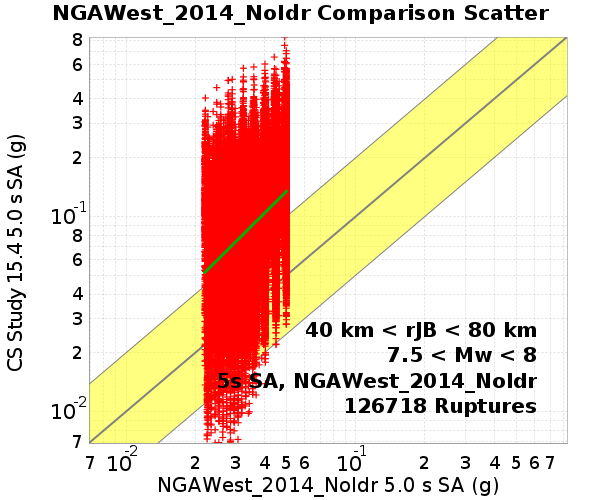 NGAWest_2014_NoIdr Comparison Scatter
CS Study 15.4 5.0 s SA (g)
8
6
4
3
2
10-1
8
6
4
3
2
10-2
7
40 km < rJB < 80 km
7.5 < Mw < 8
5s SA, NGAWest_2014_NoIdr
126718 Ruptures
7 10-2 2 3 4 5 6 10-1 2 3 4 5 6 7
NGAWest_2014_NoIdr 5.0 s SA (g)